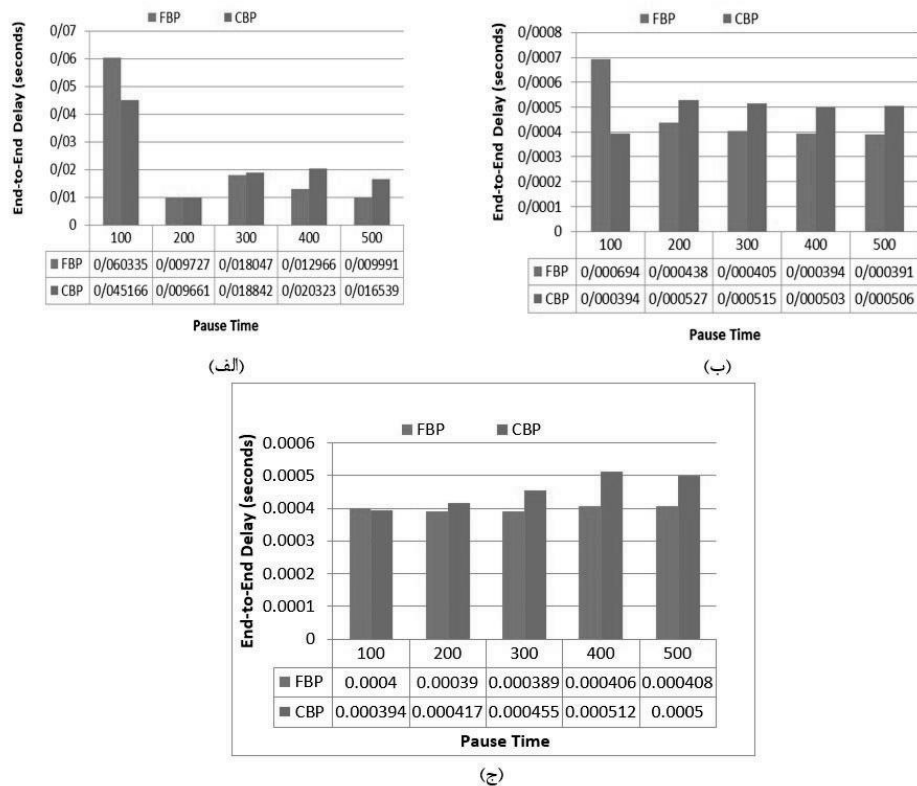 FBP CBP
End-to-End Delay (seconds)
0/07
0/06
0/05
0/04
0/03
0/02
0/01
0
100 200 300 400 500
FBP 0/060335 0/009727 0/018047 0/012966 0/009991
CBP 0/045166 0/009661 0/018842 0/020323 0/016539
Pause Time
(الف)
FBP CBP
End-to-End Delay (seconds)
0/0008
0/0007
0/0006
0/0005
0/0004
0/0003
0/0002
0/0001
0
100 200 300 400 500
FBP 0/000694 0/000438 0/000405 0/000394 0/000391
CBP 0/000394 0/000527 0/000515 0/000503 0/000506
Pause Time
(ب)
FBP CBP
End-to-End Delay (seconds)
0.0006
0.0005
0.0004
0.0003
0.0002
0.0001
0
100 200 300 400 500
FBP 0.0004 0.00039 0.000389 0.000406 0.000408
CBP 0.000394 0.000417 0.000455 0.000512 0.0005
Pause Time
(ج)